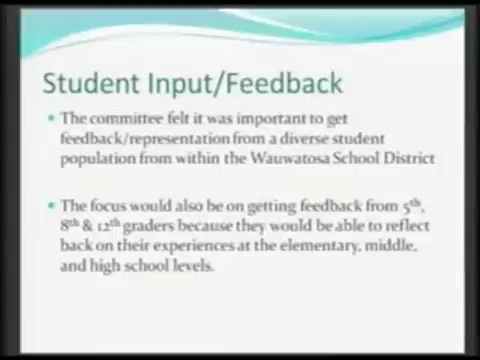 Student Input/Feedback
• The committee felt it was important to get
feedback/representation from a diverse student
population from within the Wauwatosa School District
• The focus would also be on getting feedback from 5th,
8th & 12th graders because they would be able to reflect
back on their experiences at the elementary, middle,
and high school levels.